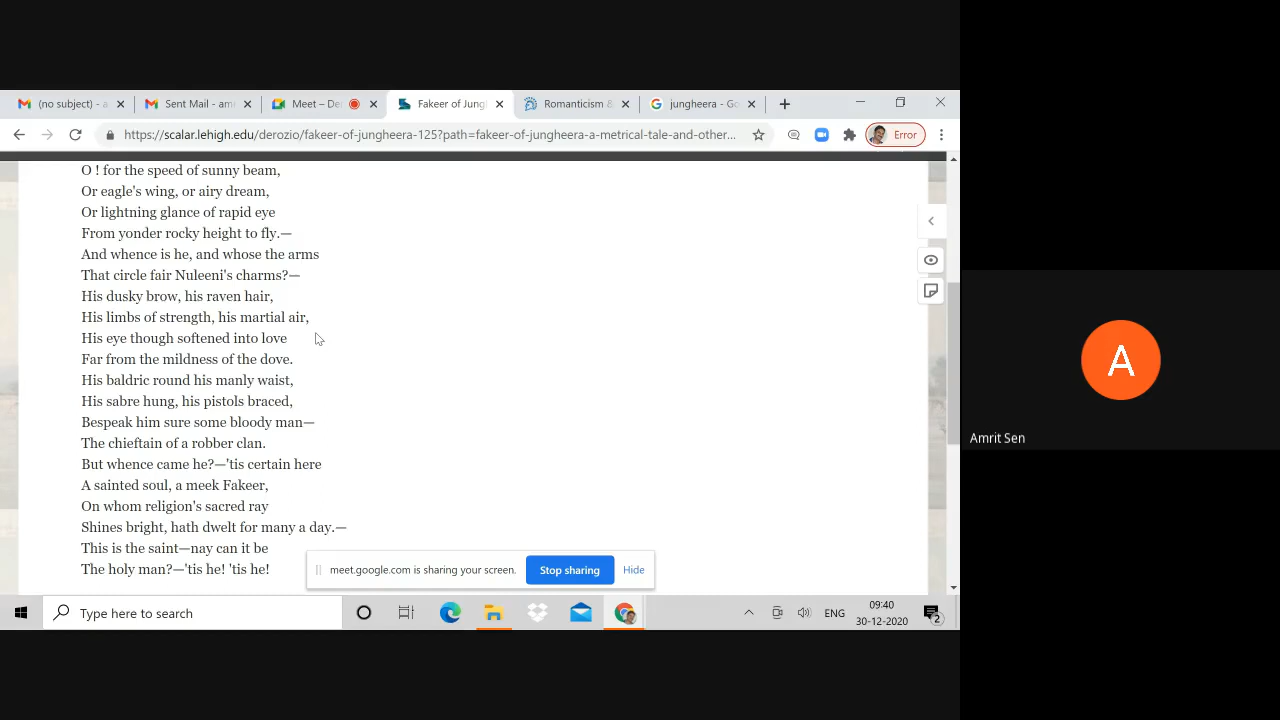 (no subject) - a
Sent Mail - ami
Meet – De
Fakeer of Jung
Romanticism &
jungheera - Go
https://scalar.lehigh.edu/derozio/fakeer-of-jungheera-125?path=fakeer-of-jungheera-a-metrical-tale-and-other...
Error
O ! for the speed of sunny beam,
Or eagle's wing, or airy dream,
Or lightning glance of rapid eye
From yonder rocky height to fly.—
And whence is he, and whose the arms
That circle fair Nuleeni's charms?—
His dusky brow, his raven hair,
His limbs of strength, his martial air,
His eye though softened into love
Far from the mildness of the dove.
His baldric round his manly waist,
His sabre hung, his pistols braced,
Bespeak him sure some bloody man—
The chieftain of a robber clan.
But whence came he?—'tis certain here
A sainted soul, a meek Fakeer,
On whom religion's sacred ray
Shines bright, hath dwelt for many a day.—
This is the saint—nay can it be
The holy man?—'tis he! 'tis he!
meet.google.com is sharing your screen.
Stop sharing
Hide
Type here to search
ENG
09:40
30-12-2020
2
A
Amrit Sen